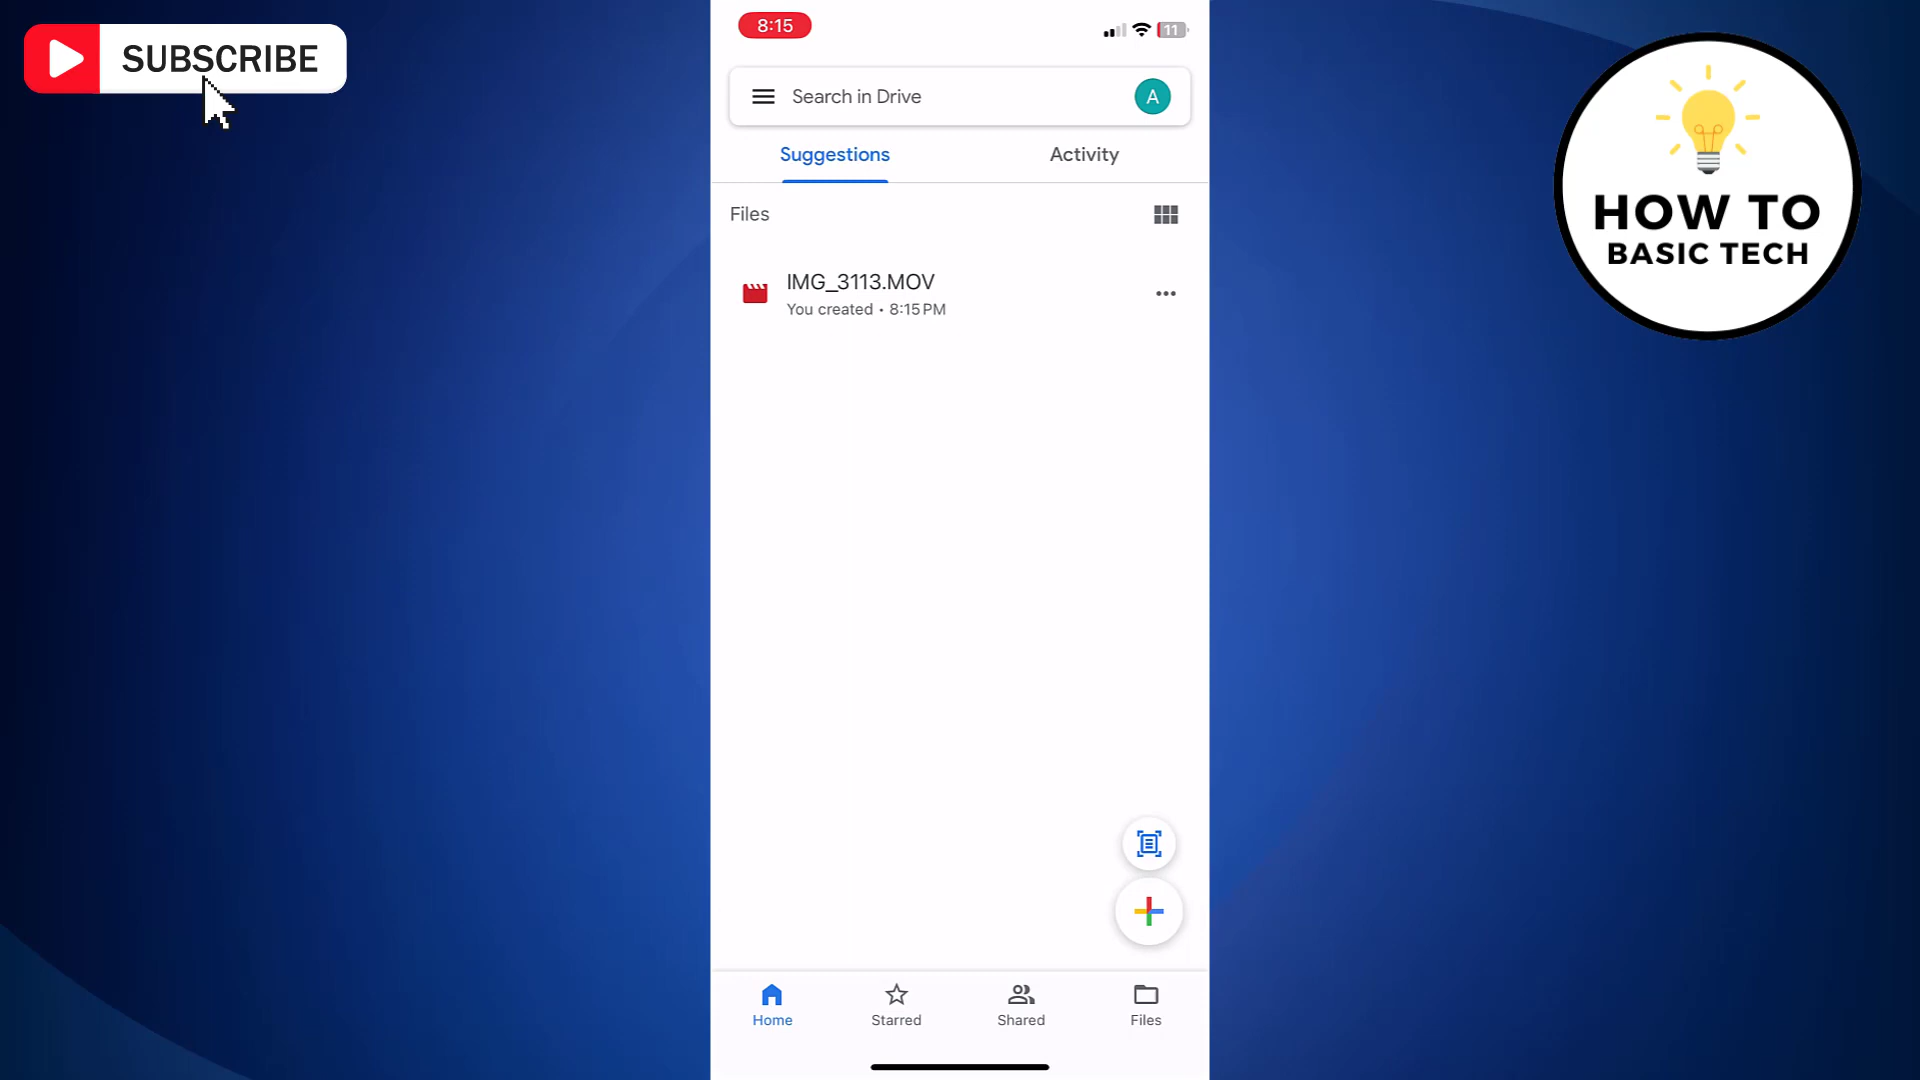 SUBSCRIBE
8:15
11
Search in Drive
A
Suggestions
Activity
Files
IMG_3113.MOV
You created • 8:15 PM
Home
Starred
Shared
Files
HOW TO
BASIC TECH